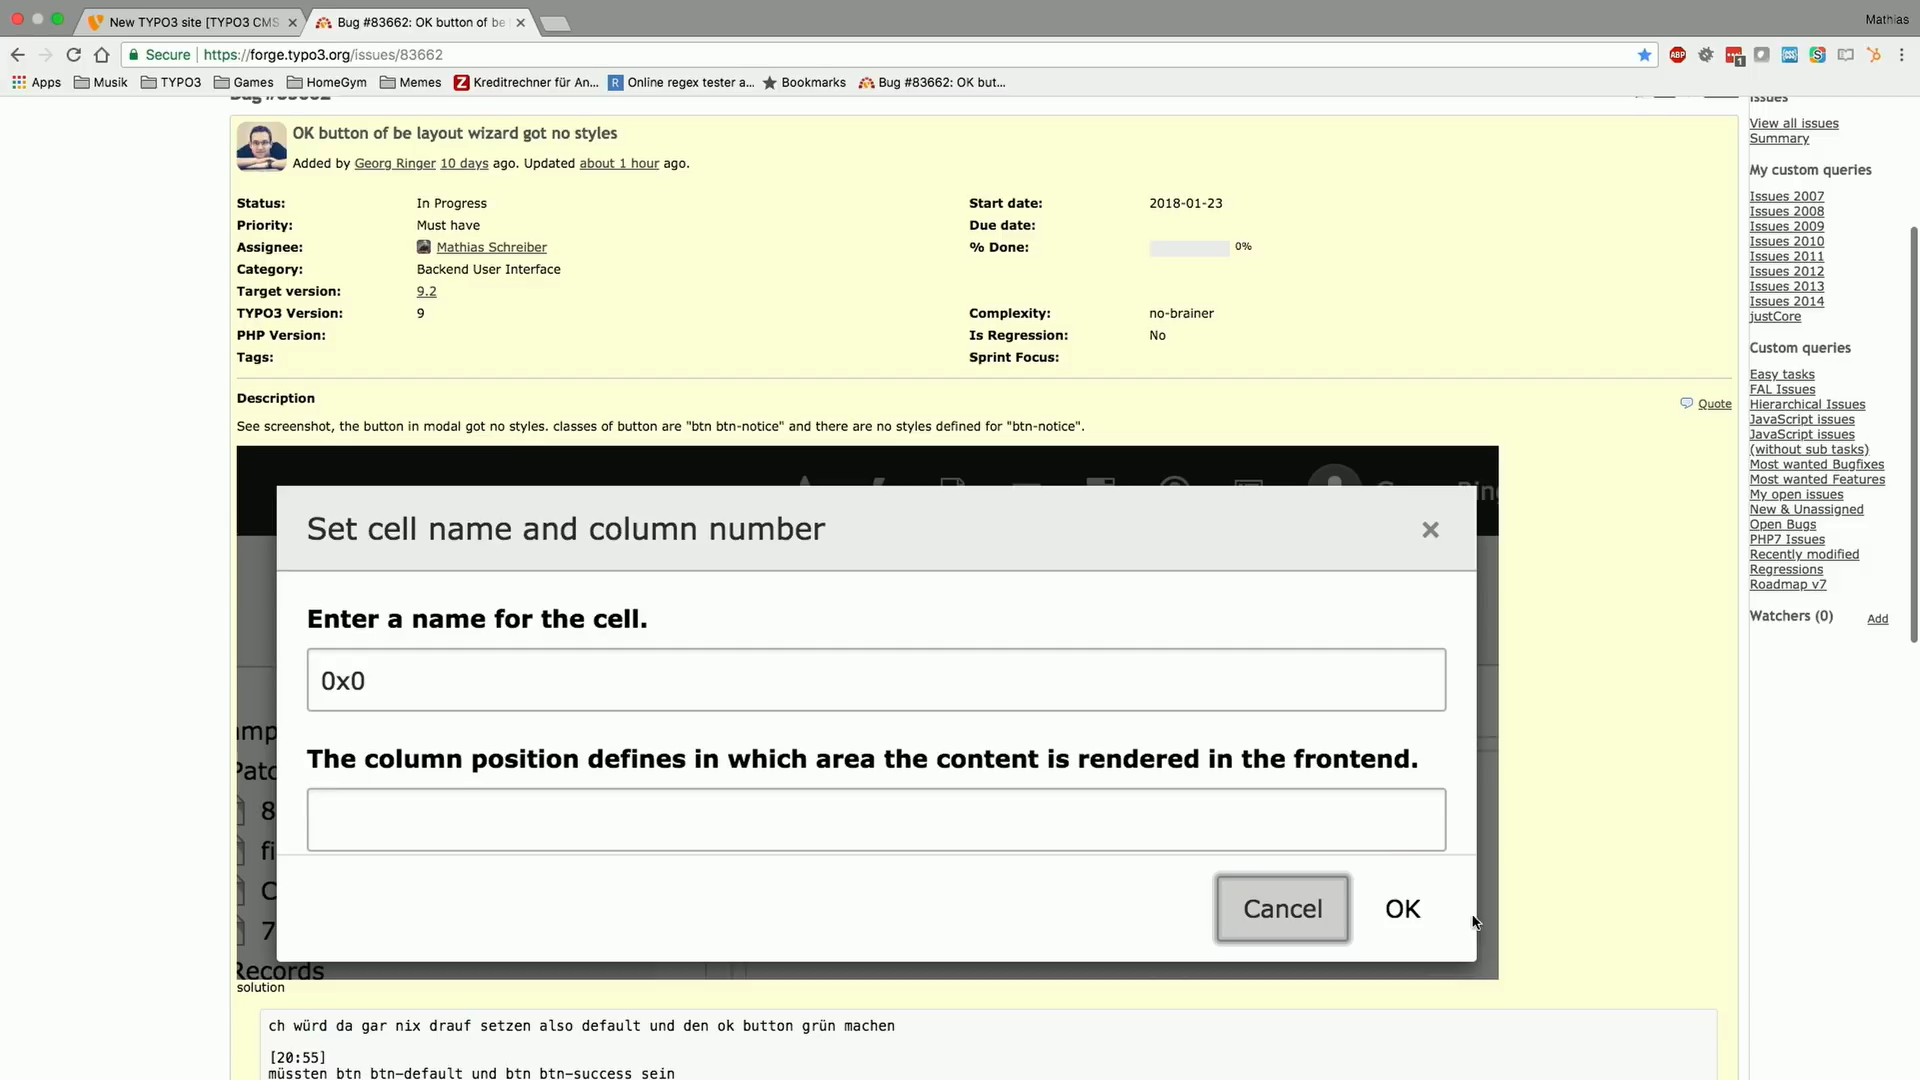 New TYPO3 site [TYPO3 CMS
Bug #83662: OK button of be
Mathias
Secure
https://forge.typo3.org/issues/83662
1
Apps
Musik
TYPO3
Games
HomeGym
Memes
Kreditrechner für An...
Online regex tester a...
Bookmarks
Bug #83662: OK but...
Bug #83662
OK button of be layout wizard got no styles
Added by Georg Ringer 10 days ago. Updated about 1 hour ago.
Status: In Progress
Start date: 2018-01-23
Priority: Must have
Due date:
Assignee: Mathias Schreiber
% Done: 0%
Category: Backend User Interface
Target version: 9.2
TYPO3 Version: 9
Complexity: no-brainer
PHP Version:
Is Regression: No
Tags:
Sprint Focus:
Description
Quote
See screenshot, the button in modal got no styles. classes of button are "btn btn-notice" and there are no styles defined for "btn-notice".
Set cell name and column number
×
Enter a name for the cell.
0x0
The column position defines in which area the content is rendered in the frontend.
amp
Patc
8
fi
C
7
Cancel
OK
Records
solution
ch würd da gar nix drauf setzen also default und den ok button grün machen
[20:55]
müssten btn btn-default und btn btn-success sein
Issues
View all issues
Summary
My custom queries
Issues 2007
Issues 2008
Issues 2009
Issues 2010
Issues 2011
Issues 2012
Issues 2013
Issues 2014
justCore
Custom queries
Easy tasks
FAL Issues
Hierarchical Issues
JavaScript issues
JavaScript issues
(without sub tasks)
Most wanted Bugfixes
Most wanted Features
My open issues
New & Unassigned
Open Bugs
PHP7 Issues
Recently modified
Regressions
Roadmap v7
Watchers (0)
Add